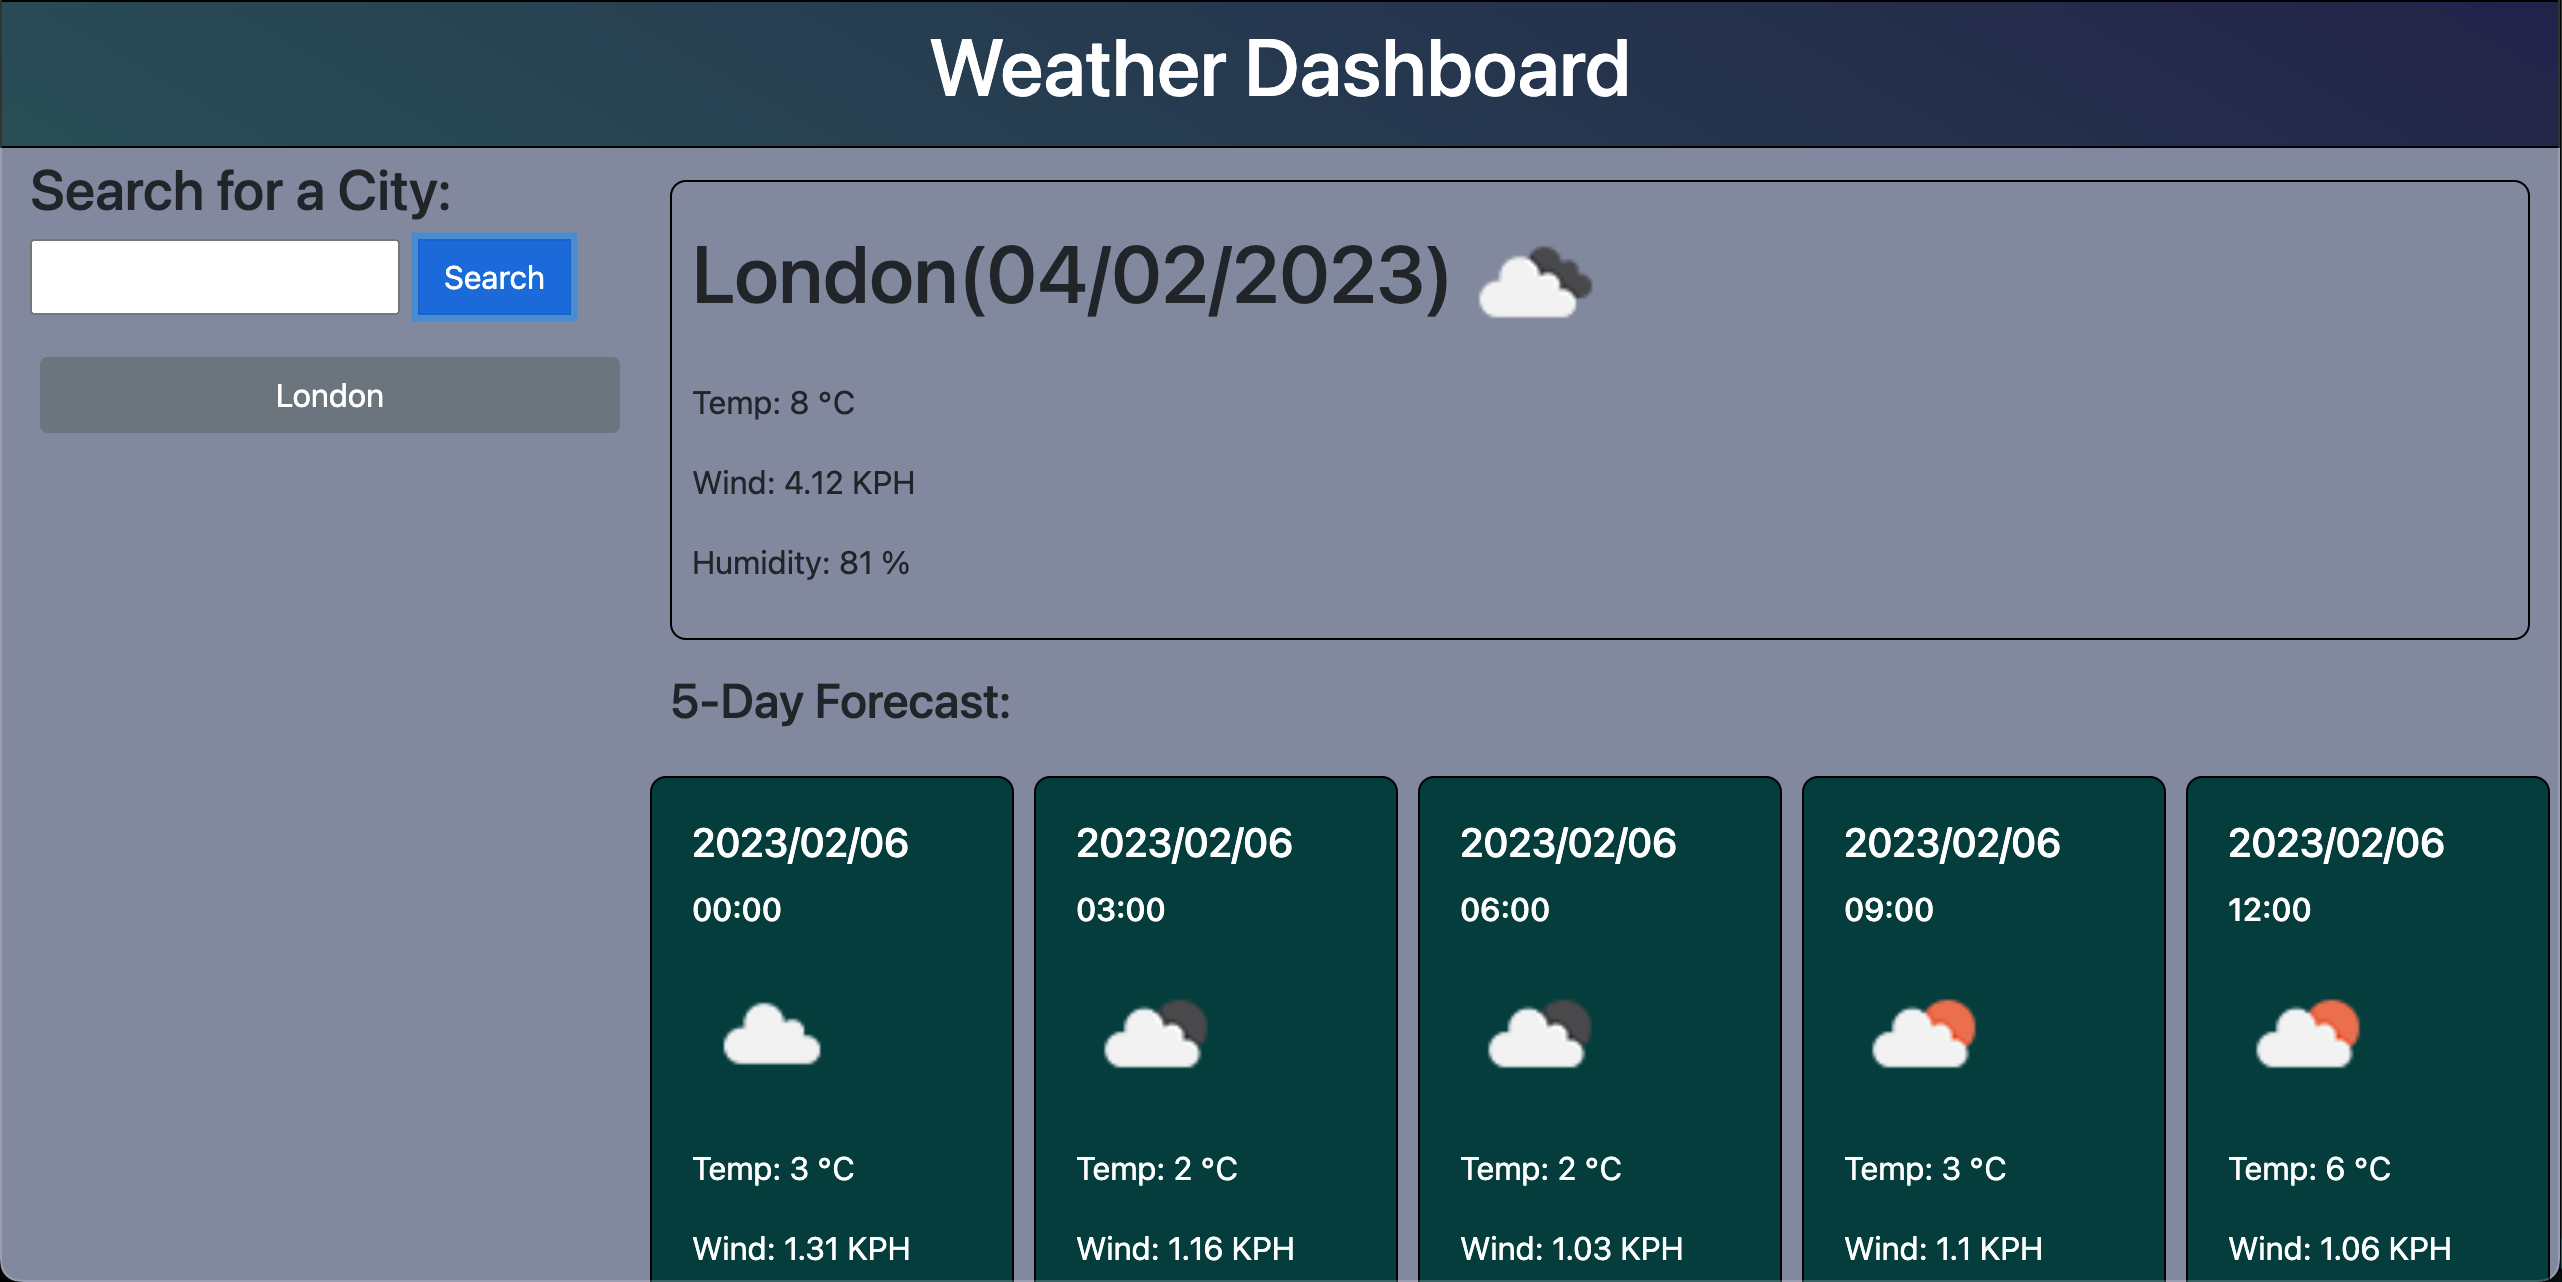 Weather Dashboard
Search for a City:
Search
London
London(04/02/2023)
Temp: 8 °C
Wind: 4.12 KPH
Humidity: 81 %
5-Day Forecast:
2023/02/06
00:00
Temp: 3 °C
Wind: 1.31 KPH
2023/02/06
03:00
Temp: 2 °C
Wind: 1.16 KPH
2023/02/06
06:00
Temp: 2 °C
Wind: 1.03 KPH
2023/02/06
09:00
Temp: 3 °C
Wind: 1.1 KPH
2023/02/06
12:00
Temp: 6 °C
Wind: 1.06 KPH